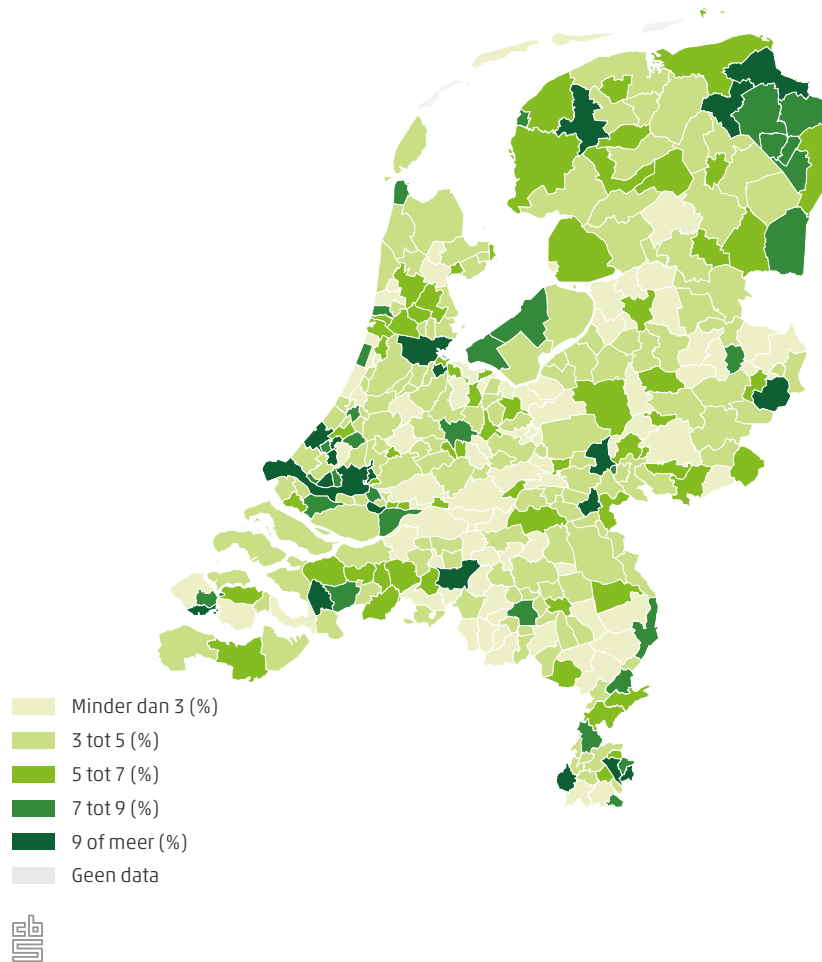 Minder dan 3 (%)
3 tot 5 (%)
5 tot 7 (%)
7 tot 9 (%)
9 of meer (%)
Geen data
cbs